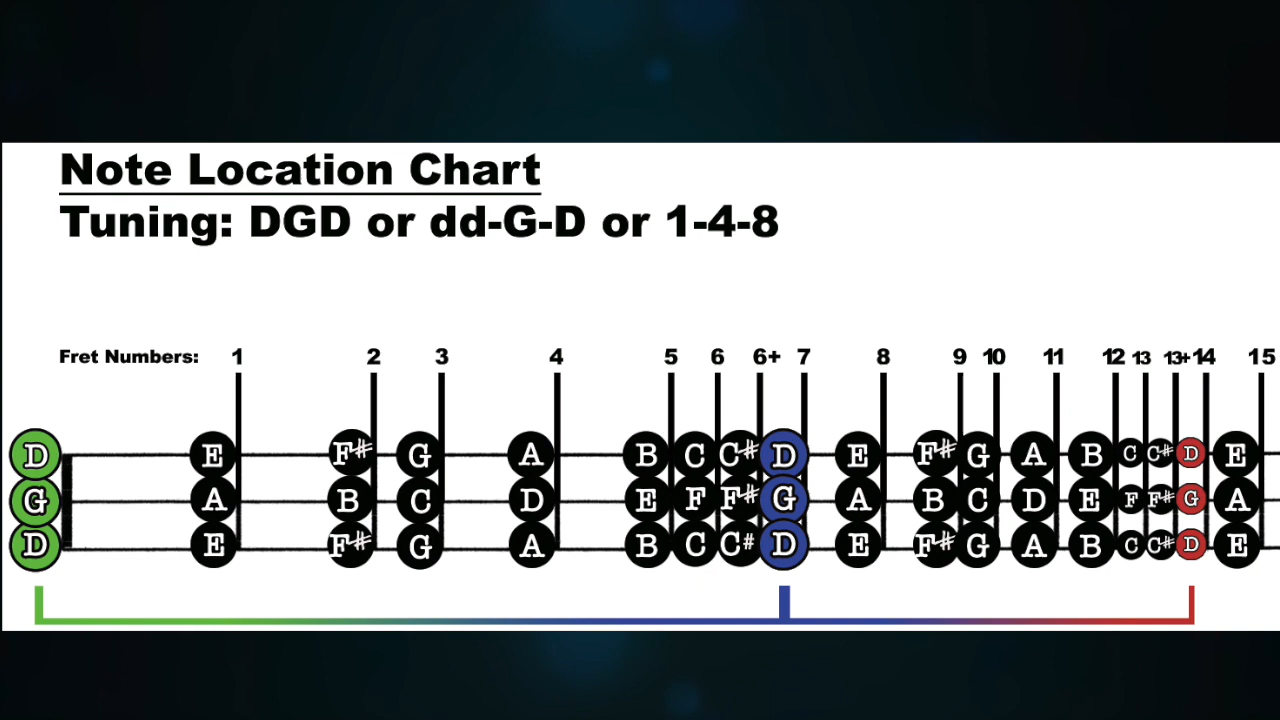 Note Location Chart
Tuning: DGD or dd-G-D or 1-4-8
Fret Numbers: 1 2 3 4 5 6 6+ 7 8 9 10 11 12 13 13+ 14 15
D E F# G A B C C# D E F# G A B C C# D E
G A B C D E F F# G A B C D E F F# G A
D E F# G A B C C# D E F# G A B C C# D E